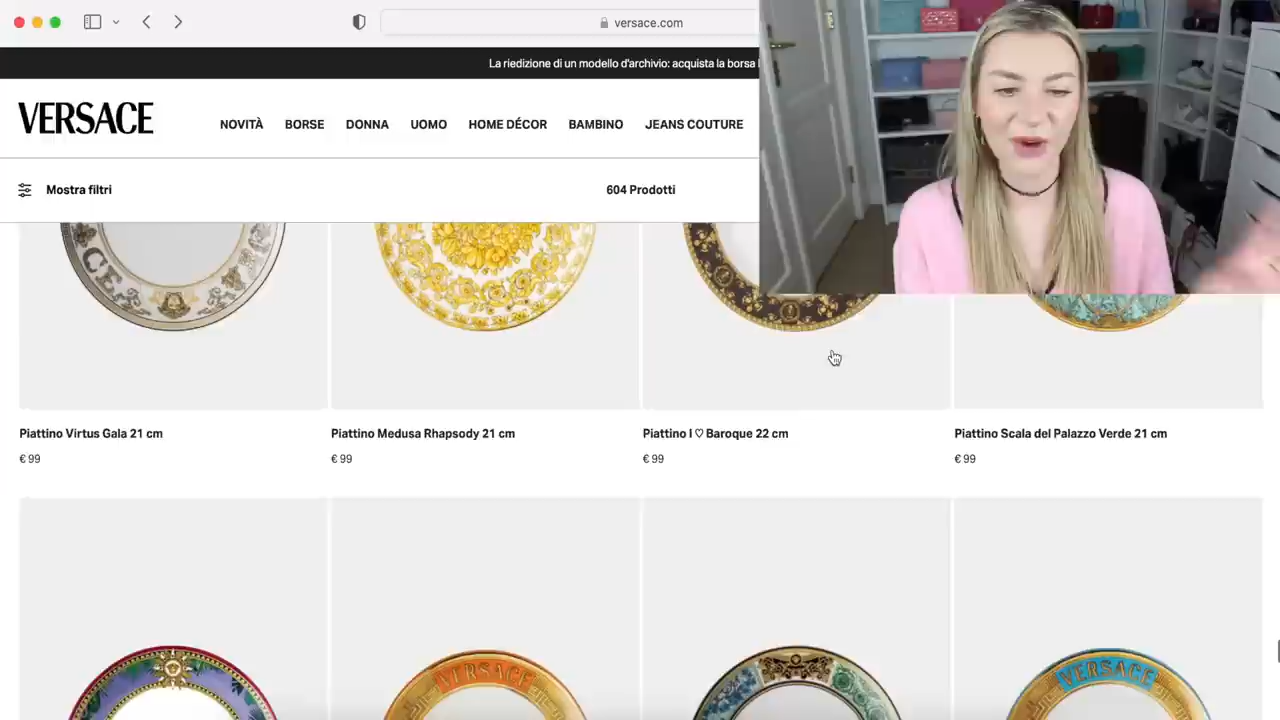 versace.com
La riedizione di un modello d'archivio: acquista la borsa
VERSACE
NOVITÀ BORSE DONNA UOMO HOME DÉCOR BAMBINO JEANS COUTURE
Mostra filtri
604 Prodotti
Piattino Virtus Gala 21 cm
€ 99
Piattino Medusa Rhapsody 21 cm
€ 99
Piattino I ♡ Baroque 22 cm
€ 99
Piattino Scala del Palazzo Verde 21 cm
€ 99
VERSACE
VERSACE